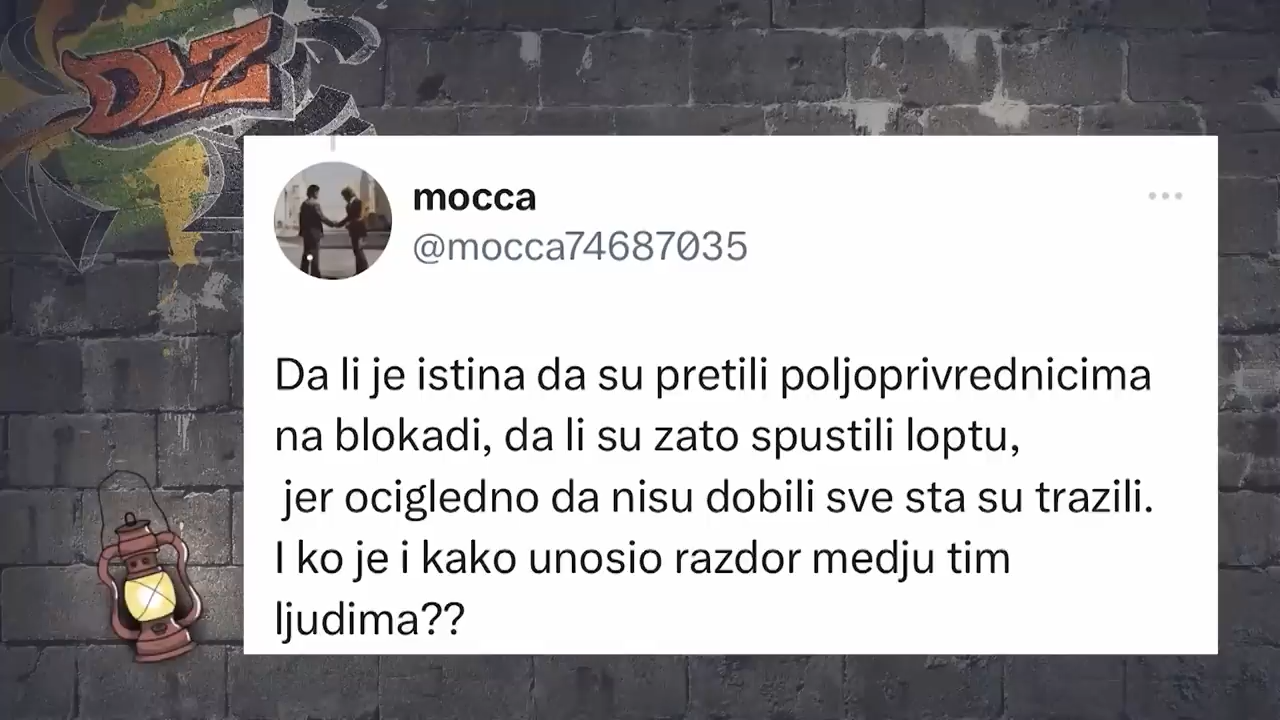 DLZ
mocca
@mocca74687035
Da li je istina da su pretili poljoprivrednicima
na blokadi, da li su zato spustili loptu,
jer ocigledno da nisu dobili sve sta su trazili.
I ko je i kako unosio razdor medju tim
ljudima??